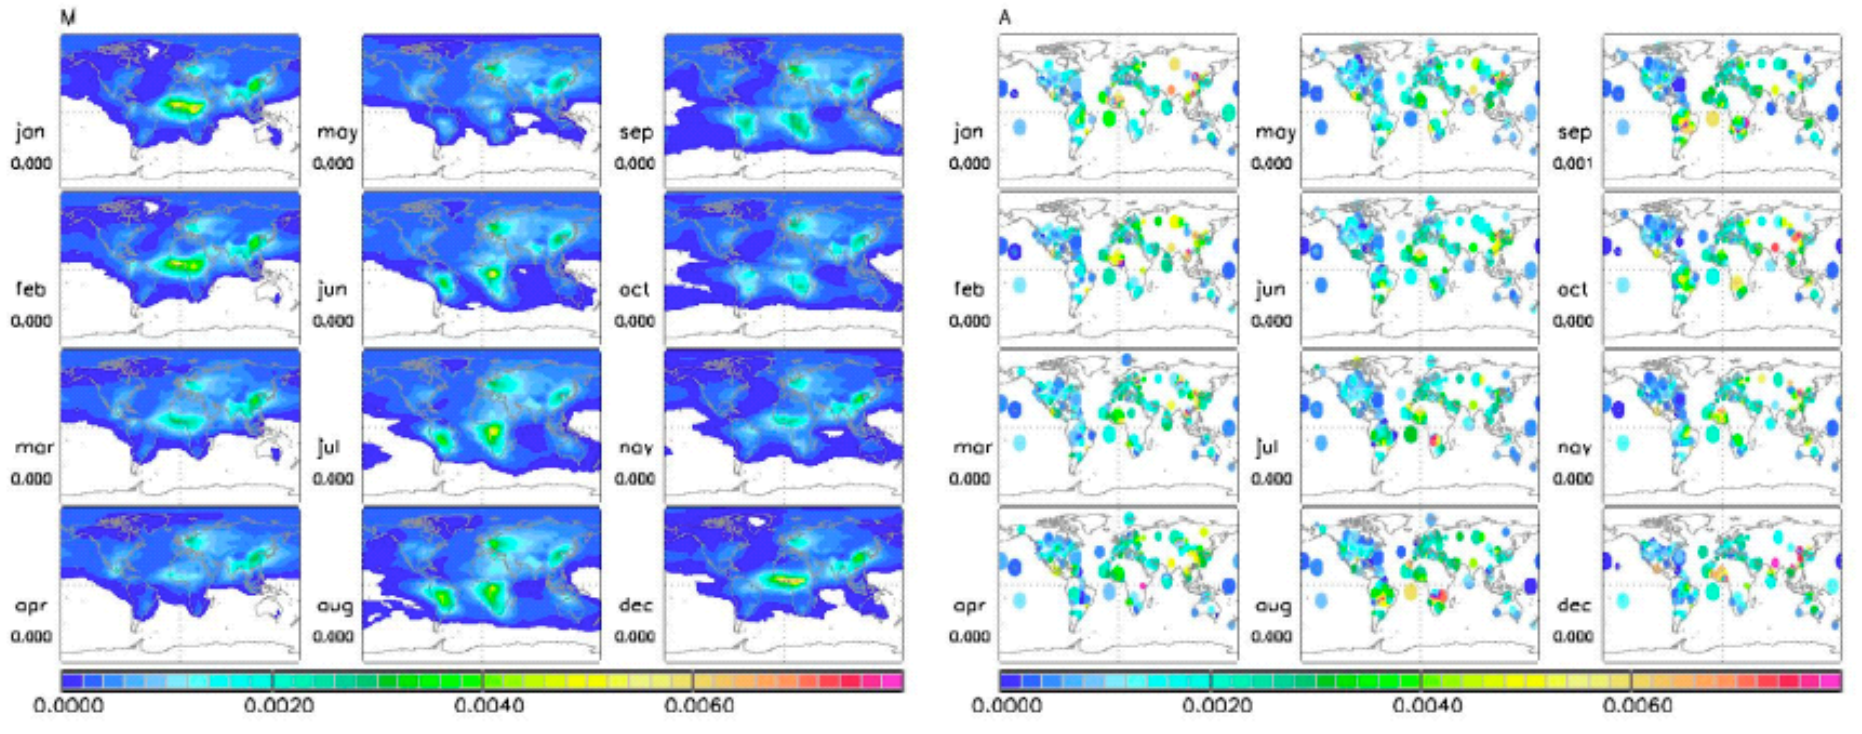 M A
jan may sep jan may sep
0.000 0.000 0.000 0.000 0.000 0.001
feb jun oct feb jun oct
0.000 0.000 0.000 0.000 0.000 0.000
mar jul nov mar jul nov
0.000 0.000 0.000 0.000 0.000 0.000
apr aug dec apr aug dec
0.000 0.000 0.000 0.000 0.000 0.000
0.0000 0.0020 0.0040 0.0060 0.0000 0.0020 0.0040 0.0060